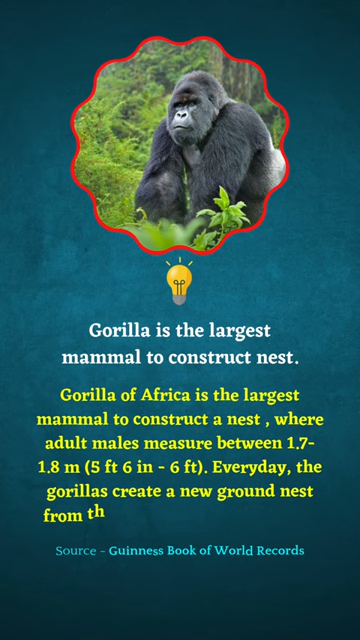 Gorilla is the largest
mammal to construct nest.
Gorilla of Africa is the largest
mammal to construct a nest , where
adult males measure between 1.7-
1.8 m (5 ft 6 in - 6 ft). Everyday, the
gorillas create a new ground nest
from th
Source - Guinness Book of World Records